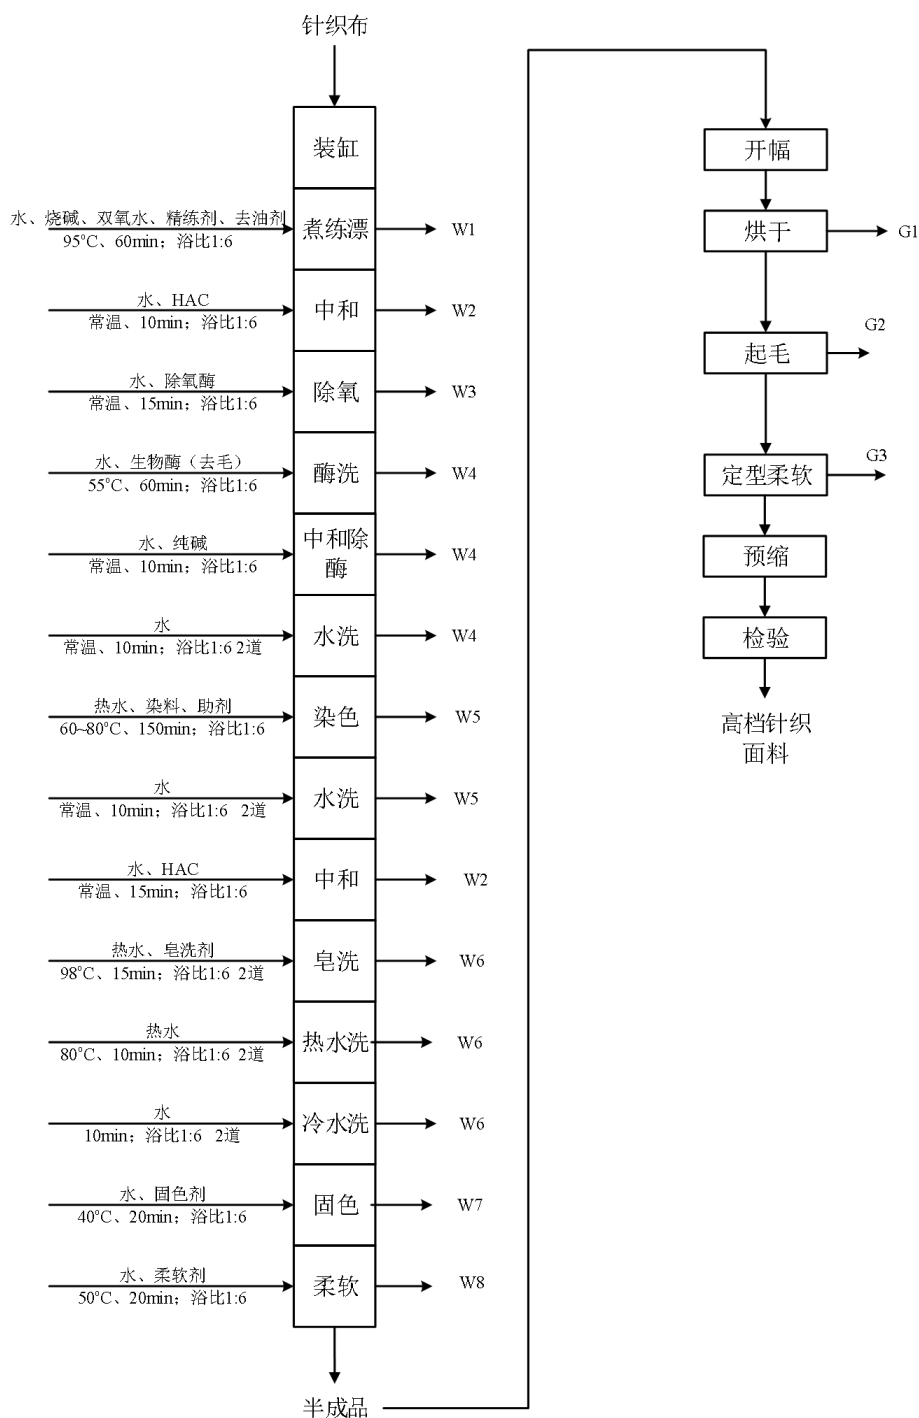 针织布
装缸
水、烧碱、双氧水、精练剂、去油剂
95°C、60min；浴比1:6
煮练漂
W1
水、HAC
常温、10min；浴比1:6
中和
W2
水、除氧酶
常温、15min；浴比1:6
除氧
W3
水、生物酶（去毛）
55°C、60min；浴比1:6
酶洗
W4
水、纯碱
常温、10min；浴比1:6
中和除
酶
W4
水
常温、10min；浴比1:6 2道
水洗
W4
热水、染料、助剂
60~80°C、150min；浴比1:6
染色
W5
水
常温、10min；浴比1:6 2道
水洗
W5
水、HAC
常温、15min；浴比1:6
中和
W2
热水、皂洗剂
98°C、15min；浴比1:6 2道
皂洗
W6
热水
80°C、10min；浴比1:6 2道
热水洗
W6
水
10min；浴比1:6 2道
冷水洗
W6
水、固色剂
40°C、20min；浴比1:6
固色
W7
水、柔软剂
50°C、20min；浴比1:6
柔软
W8
半成品
开幅
烘干
G1
起毛
G2
定型柔软
G3
预缩
检验
高档针织
面料